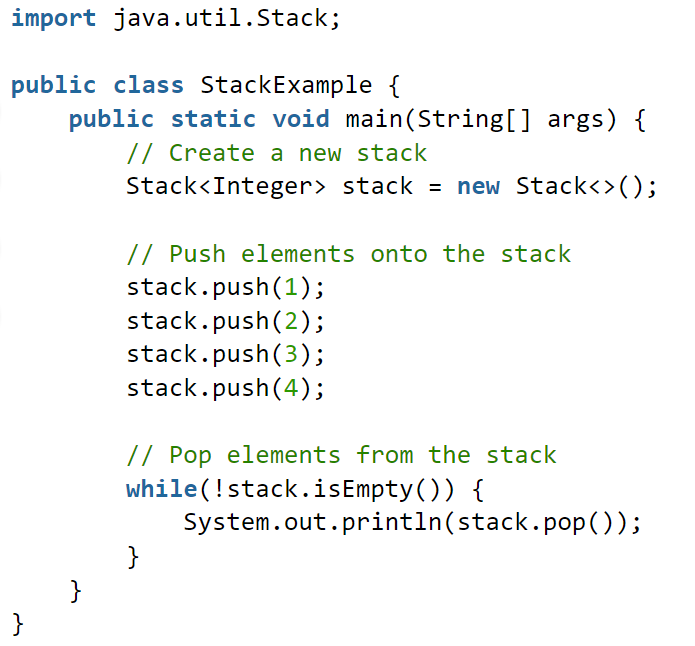 import java.util.Stack;
public class StackExample {
public static void main(String[] args) {
// Create a new stack
Stack<Integer> stack = new Stack<>();
// Push elements onto the stack
stack.push(1);
stack.push(2);
stack.push(3);
stack.push(4);
// Pop elements from the stack
while(!stack.isEmpty()) {
System.out.println(stack.pop());
}
}
}